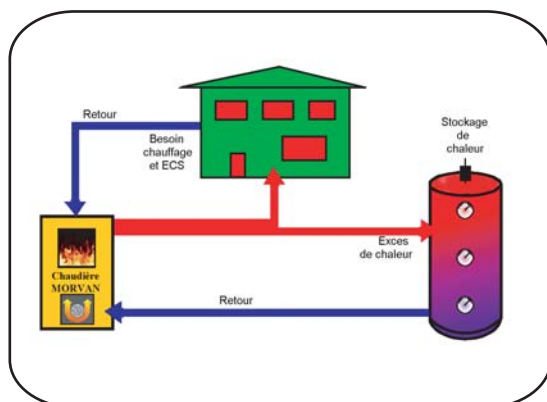 Retour
Besoin
chauffage
et ECS
Stockage
de
chaleur
Exces
de chaleur
Chaudière
MORVAN
Retour